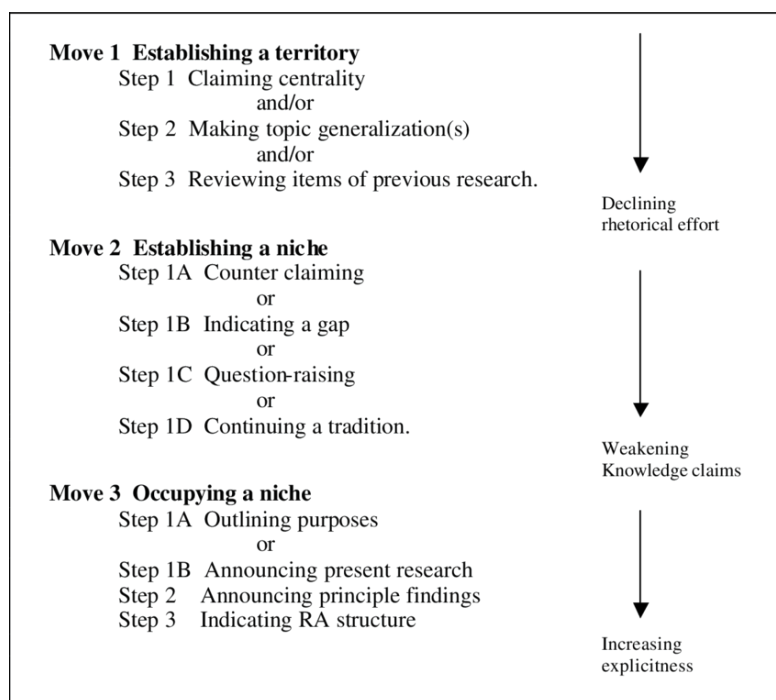 Move 1 Establishing a territory
Step 1 Claiming centrality
and/or
Step 2 Making topic generalization(s)
and/or
Step 3 Reviewing items of previous research.
Declining
rhetorical effort
Move 2 Establishing a niche
Step 1A Counter claiming
or
Step 1B Indicating a gap
or
Step 1C Question-raising
or
Step 1D Continuing a tradition.
Weakening
Knowledge claims
Move 3 Occupying a niche
Step 1A Outlining purposes
or
Step 1B Announcing present research
Step 2 Announcing principle findings
Step 3 Indicating RA structure
Increasing
explicitness